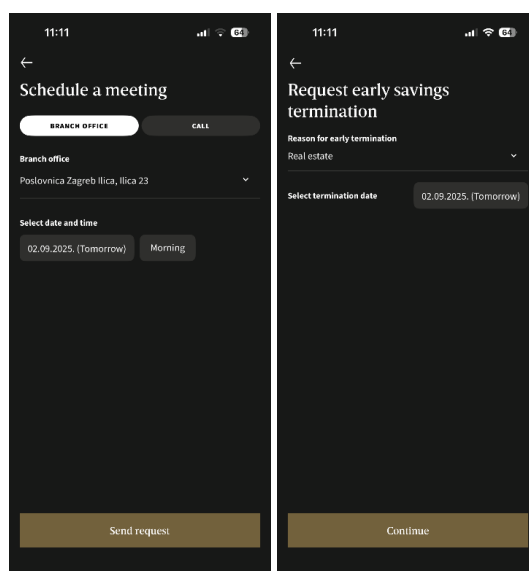 11:11
64
Schedule a meeting
BRANCH OFFICE
CALL
Branch office
Poslovnica Zagreb Ilica, Ilica 23
Select date and time
02.09.2025. (Tomorrow)
Morning
Send request
11:11
64
Request early savings
termination
Reason for early termination
Real estate
Select termination date
02.09.2025. (Tomorrow)
Continue